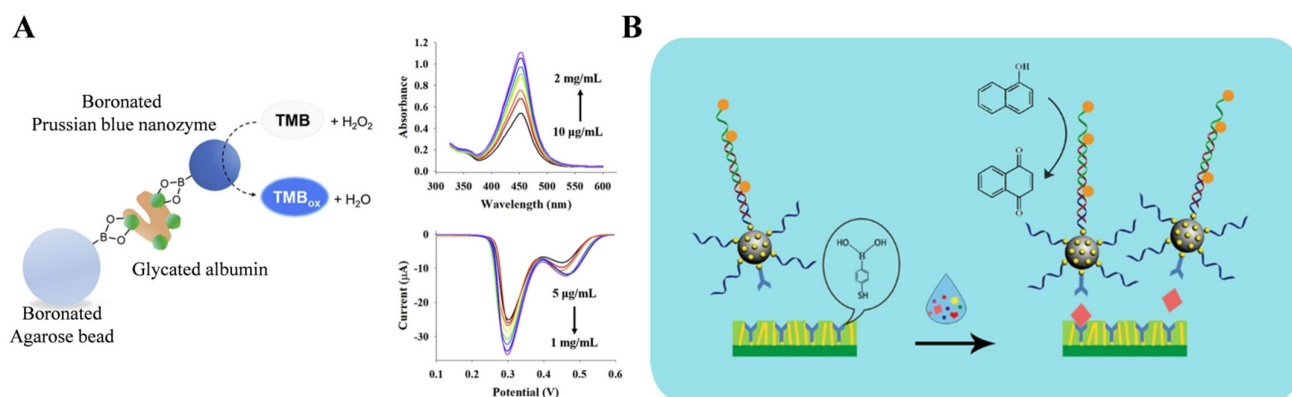 A
Boronated
Prussian blue nanozyme
TMB
+ H₂O₂
TMBox
+ H₂O
O
B
O
O
B
O
Glycated albumin
Boronated
Agarose bead
1.2
1.0
0.8
0.6
0.4
0.2
0.0
Absorbance
2 mg/mL
10 µg/mL
300 350 400 450 500 550 600
Wavelength (nm)
0
-10
-20
-30
Current (µA)
5 µg/mL
1 mg/mL
0.1 0.2 0.3 0.4 0.5 0.6
Potential (V)
B
OH
O
O
HO OH
B
SH